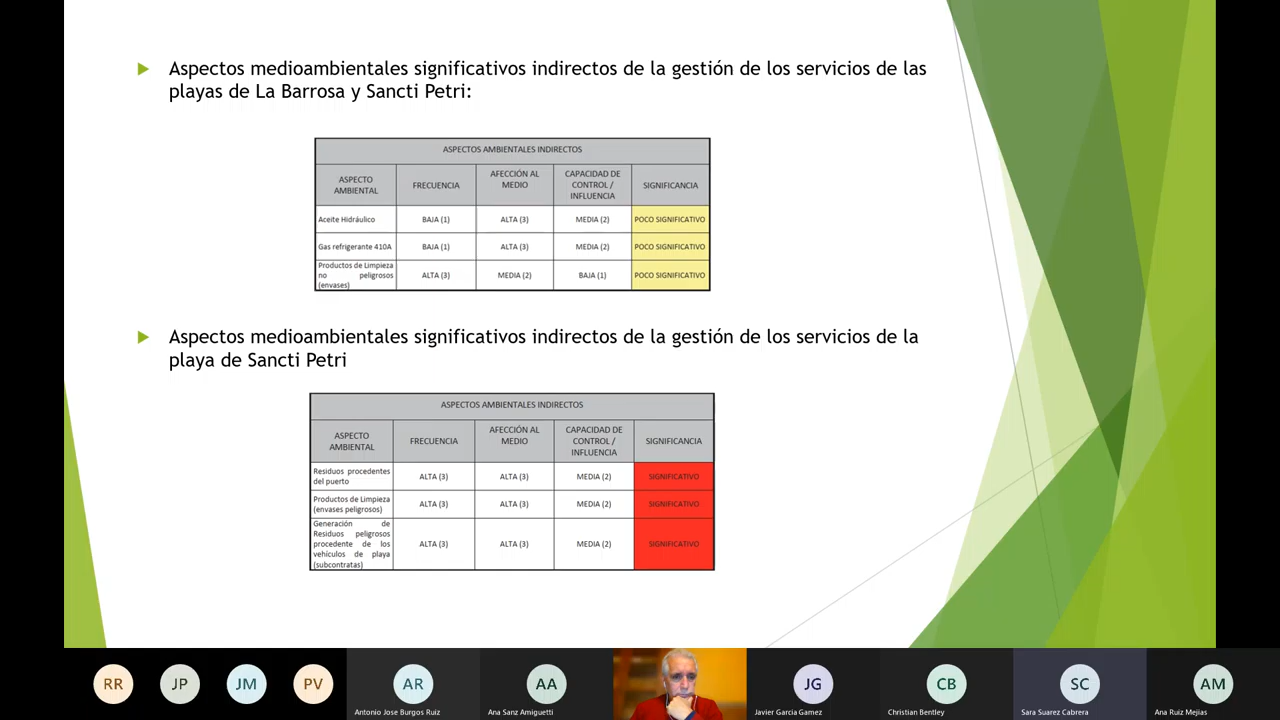 Aspectos medioambientales significativos indirectos de la gestión de los servicios de las
playas de La Barrosa y Sancti Petri:
ASPECTOS AMBIENTALES INDIRECTOS
ASPECTO AMBIENTAL FRECUENCIA AFECCIÓN AL MEDIO CAPACIDAD DE CONTROL / INFLUENCIA SIGNIFICANCIA
Aceite Hidráulico BAJA (1) ALTA (3) MEDIA (2) POCO SIGNIFICATIVO
Gas refrigerante 410A BAJA (1) ALTA (3) MEDIA (2) POCO SIGNIFICATIVO
Productos de Limpieza no peligrosos (envases) ALTA (3) MEDIA (2) BAJA (1) POCO SIGNIFICATIVO
Aspectos medioambientales significativos indirectos de la gestión de los servicios de la
playa de Sancti Petri
ASPECTOS AMBIENTALES INDIRECTOS
ASPECTO AMBIENTAL FRECUENCIA AFECCIÓN AL MEDIO CAPACIDAD DE CONTROL / INFLUENCIA SIGNIFICANCIA
Residuos procedentes del puerto ALTA (3) ALTA (3) MEDIA (2) SIGNIFICATIVO
Productos de Limpieza (envases peligrosos) ALTA (3) ALTA (3) MEDIA (2) SIGNIFICATIVO
Generación de Residuos peligrosos procedente de los vehículos de playa (subcontratas) ALTA (3) ALTA (3) MEDIA (2) SIGNIFICATIVO
RR JP JM PV AR AA JG CB SC AM
Antonio Jose Burgos Ruiz Ana Sanz Amiguetti Javier Garcia Gamez Christian Bentley Sara Suarez Cabrera Ana Ruiz Mejias